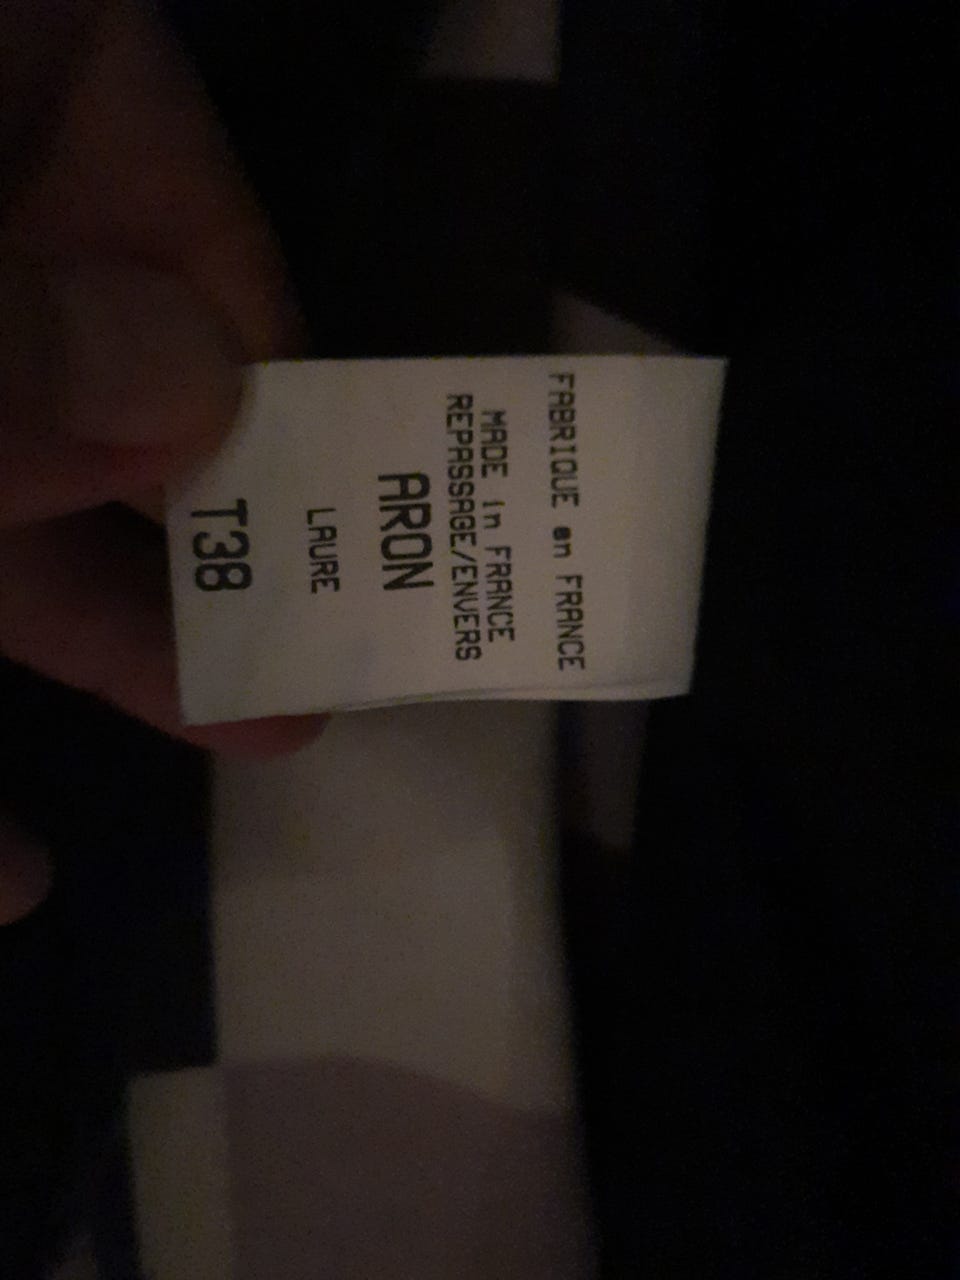 FABRIQUE en FRANCE
MADE in FRANCE
REPASSAGE/ENVERS
ARON
LAURE
T38